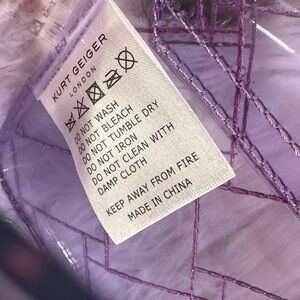 KURT GEIGER
LONDON
DO NOT WASH
DO NOT BLEACH
DO NOT TUMBLE DRY
DO NOT IRON
DO NOT CLEAN WITH
DAMP CLOTH
KEEP AWAY FROM FIRE
MADE IN CHINA